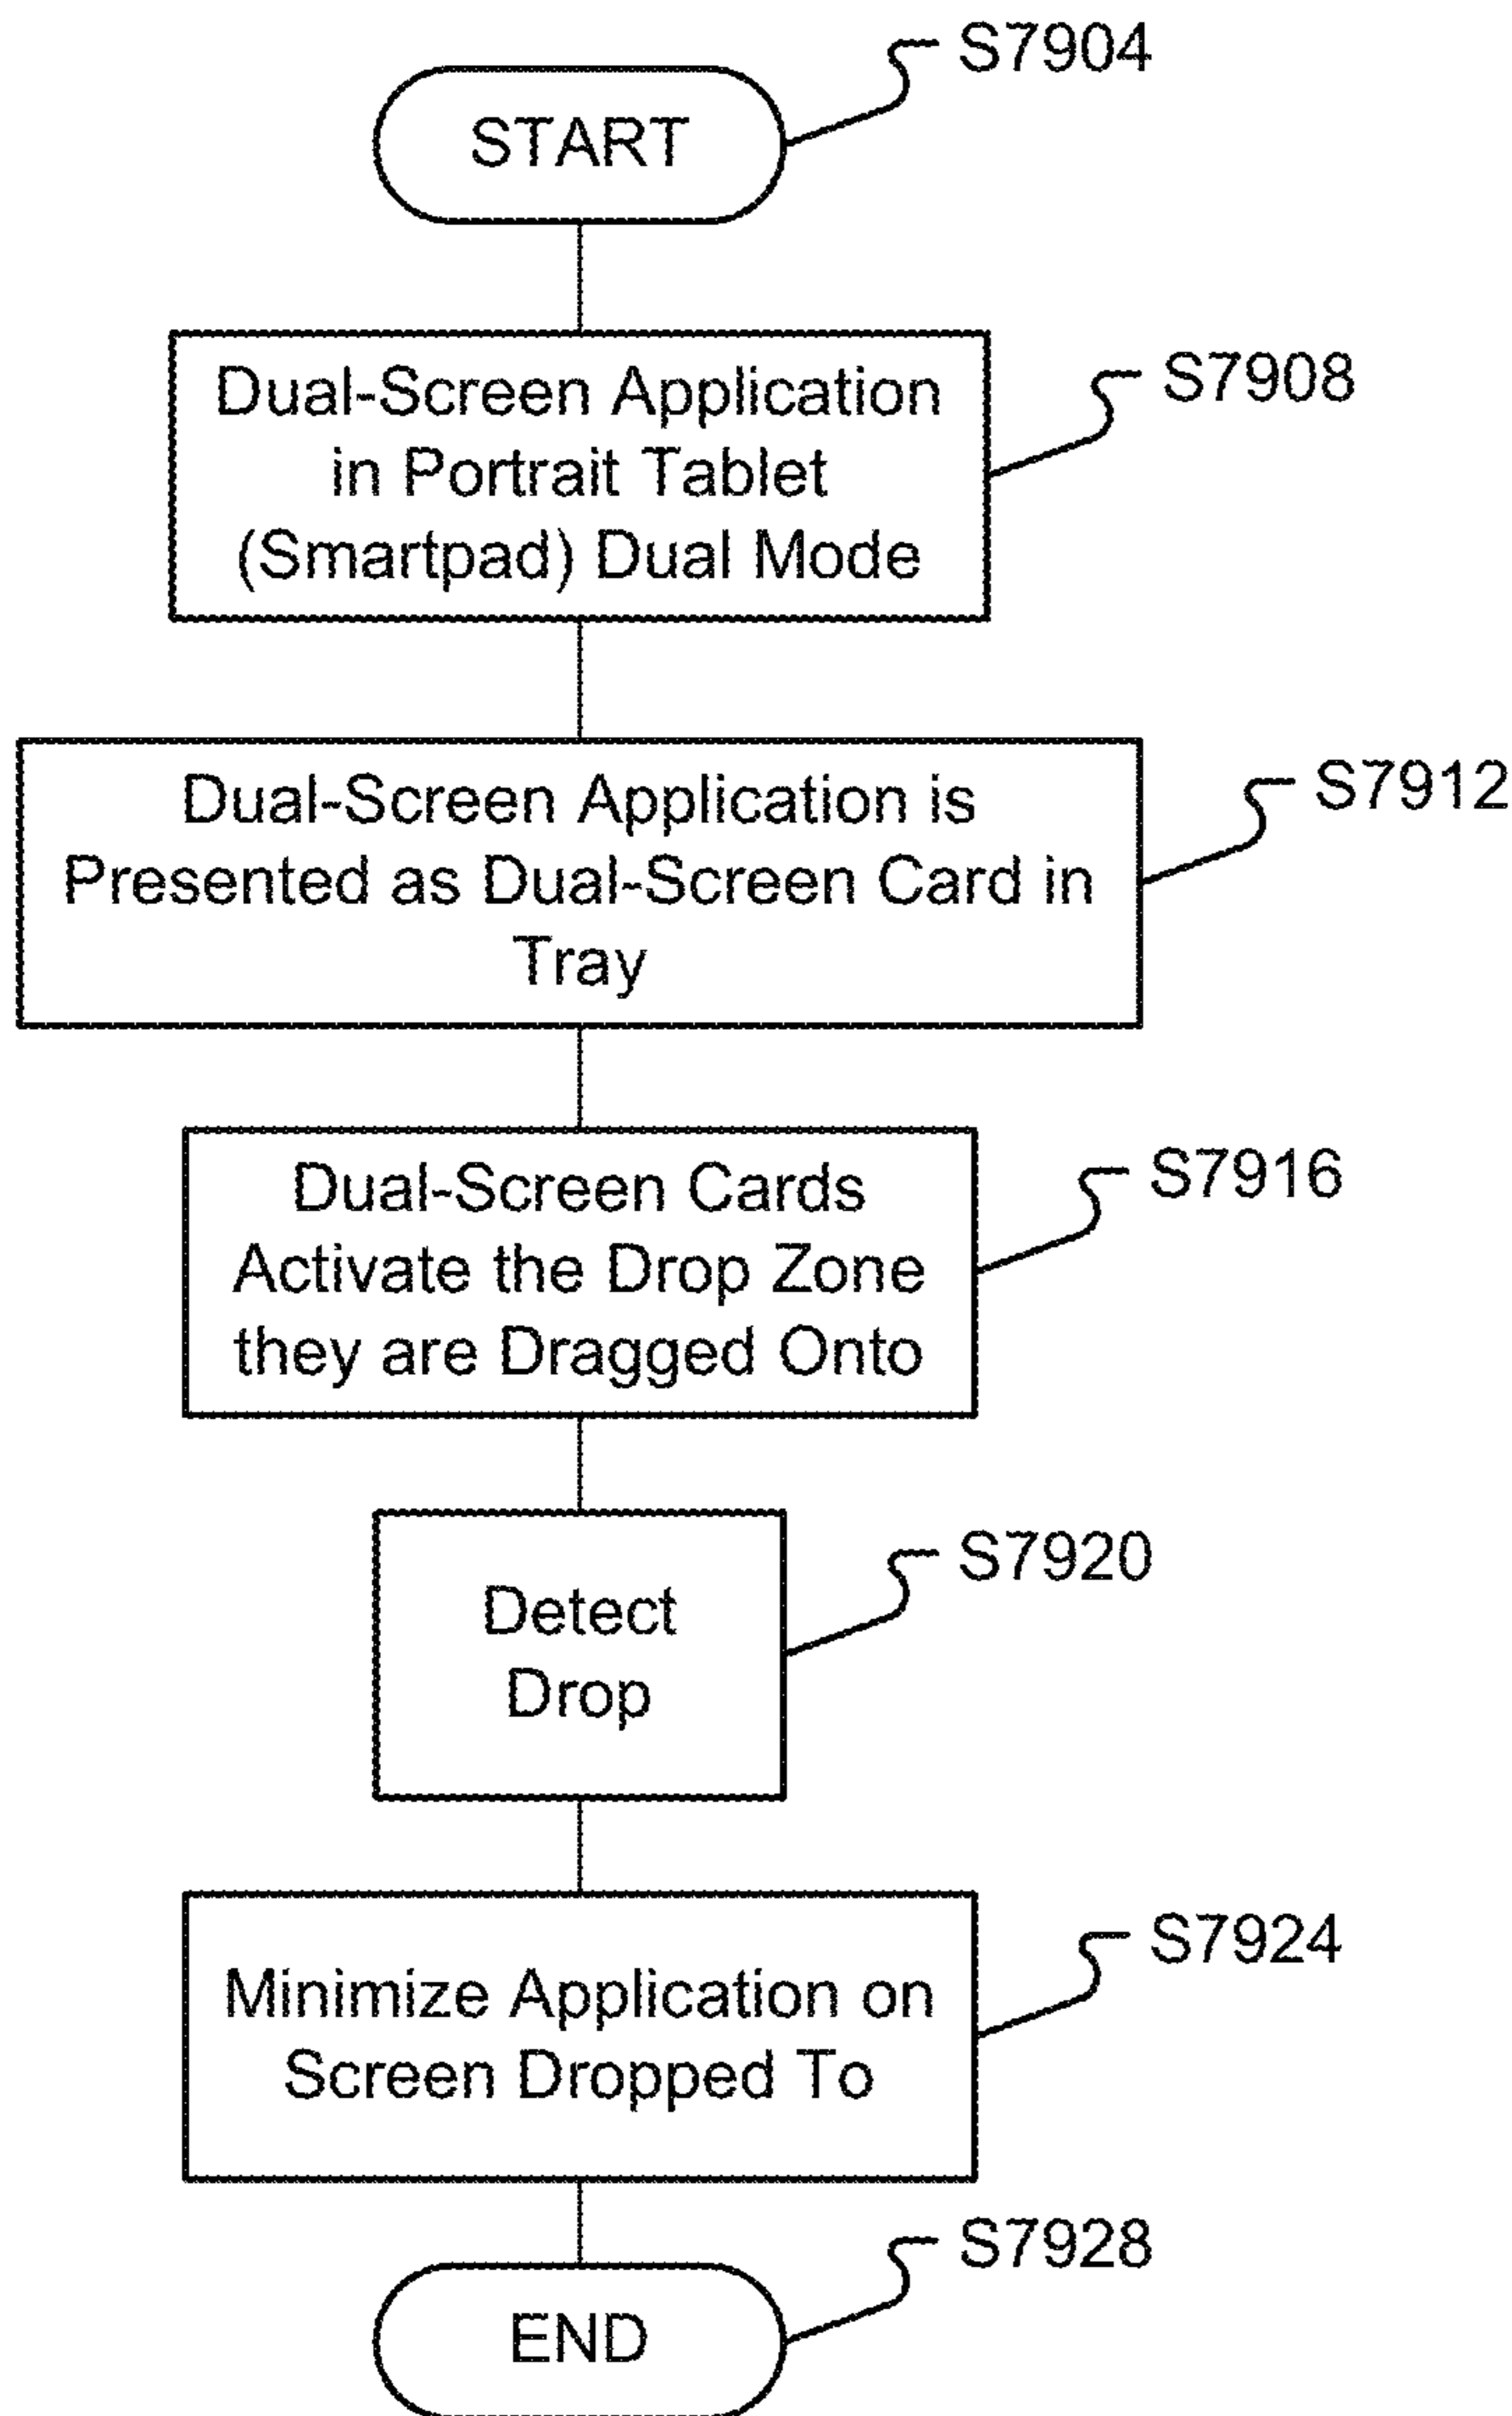 S7904
START
S7908
Dual-Screen Application
in Portrait Tablet
(Smartpad) Dual Mode
S7912
Dual-Screen Application is
Presented as Dual-Screen Card in
Tray
S7916
Dual-Screen Cards
Activate the Drop Zone
they are Dragged Onto
S7920
Detect
Drop
S7924
Minimize Application on
Screen Dropped To
S7928
END